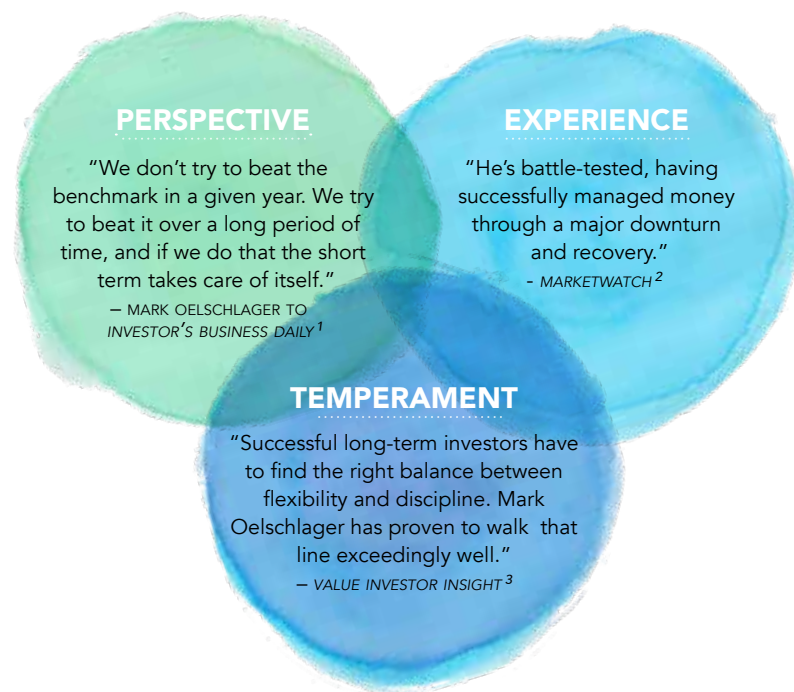 PERSPECTIVE
“We don’t try to beat the
benchmark in a given year. We try
to beat it over a long period of
time, and if we do that the short
term takes care of itself.”
– MARK OELSCHLAGER TO
INVESTOR’S BUSINESS DAILY 1
EXPERIENCE
“He’s battle-tested, having
successfully managed money
through a major downturn
and recovery.”
- MARKETWATCH 2
TEMPERAMENT
“Successful long-term investors have
to find the right balance between
flexibility and discipline. Mark
Oelschlager has proven to walk  that
line exceedingly well.”
– VALUE INVESTOR INSIGHT 3